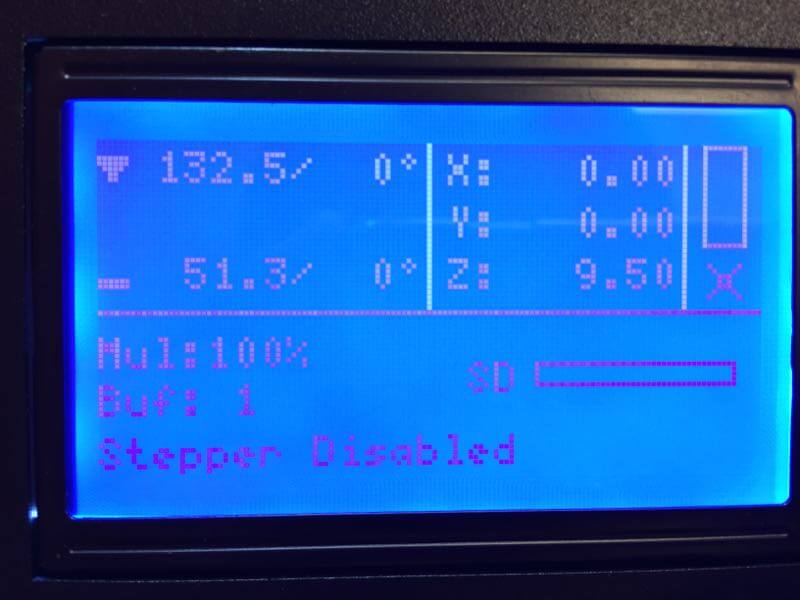 132.5/ 0° X: 0.00
Y: 0.00
51.3/ 0° Z: 9.50
Mul:100%
SD
Buf: 1
Stepper Disabled